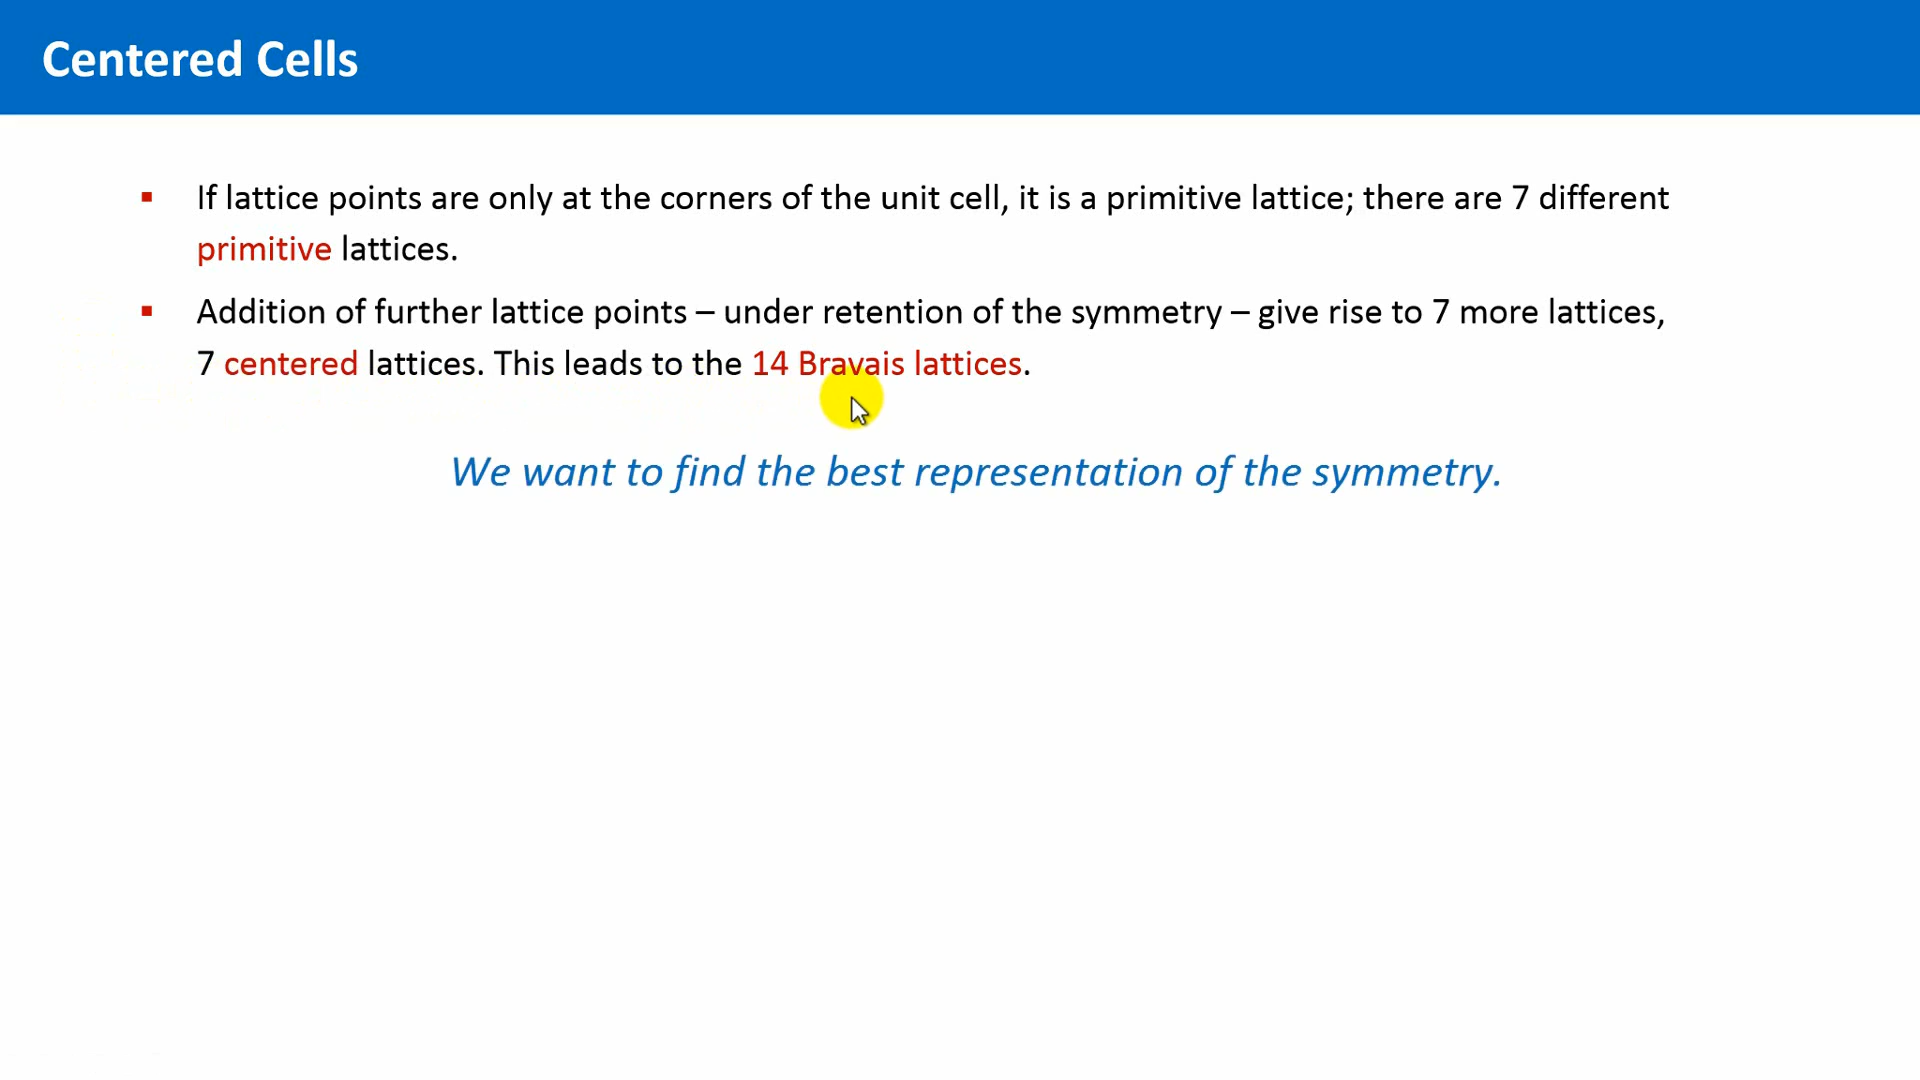 Centered Cells
If lattice points are only at the corners of the unit cell, it is a primitive lattice; there are 7 different
primitive lattices.
Addition of further lattice points – under retention of the symmetry – give rise to 7 more lattices,
7 centered lattices. This leads to the 14 Bravais lattices.
We want to find the best representation of the symmetry.